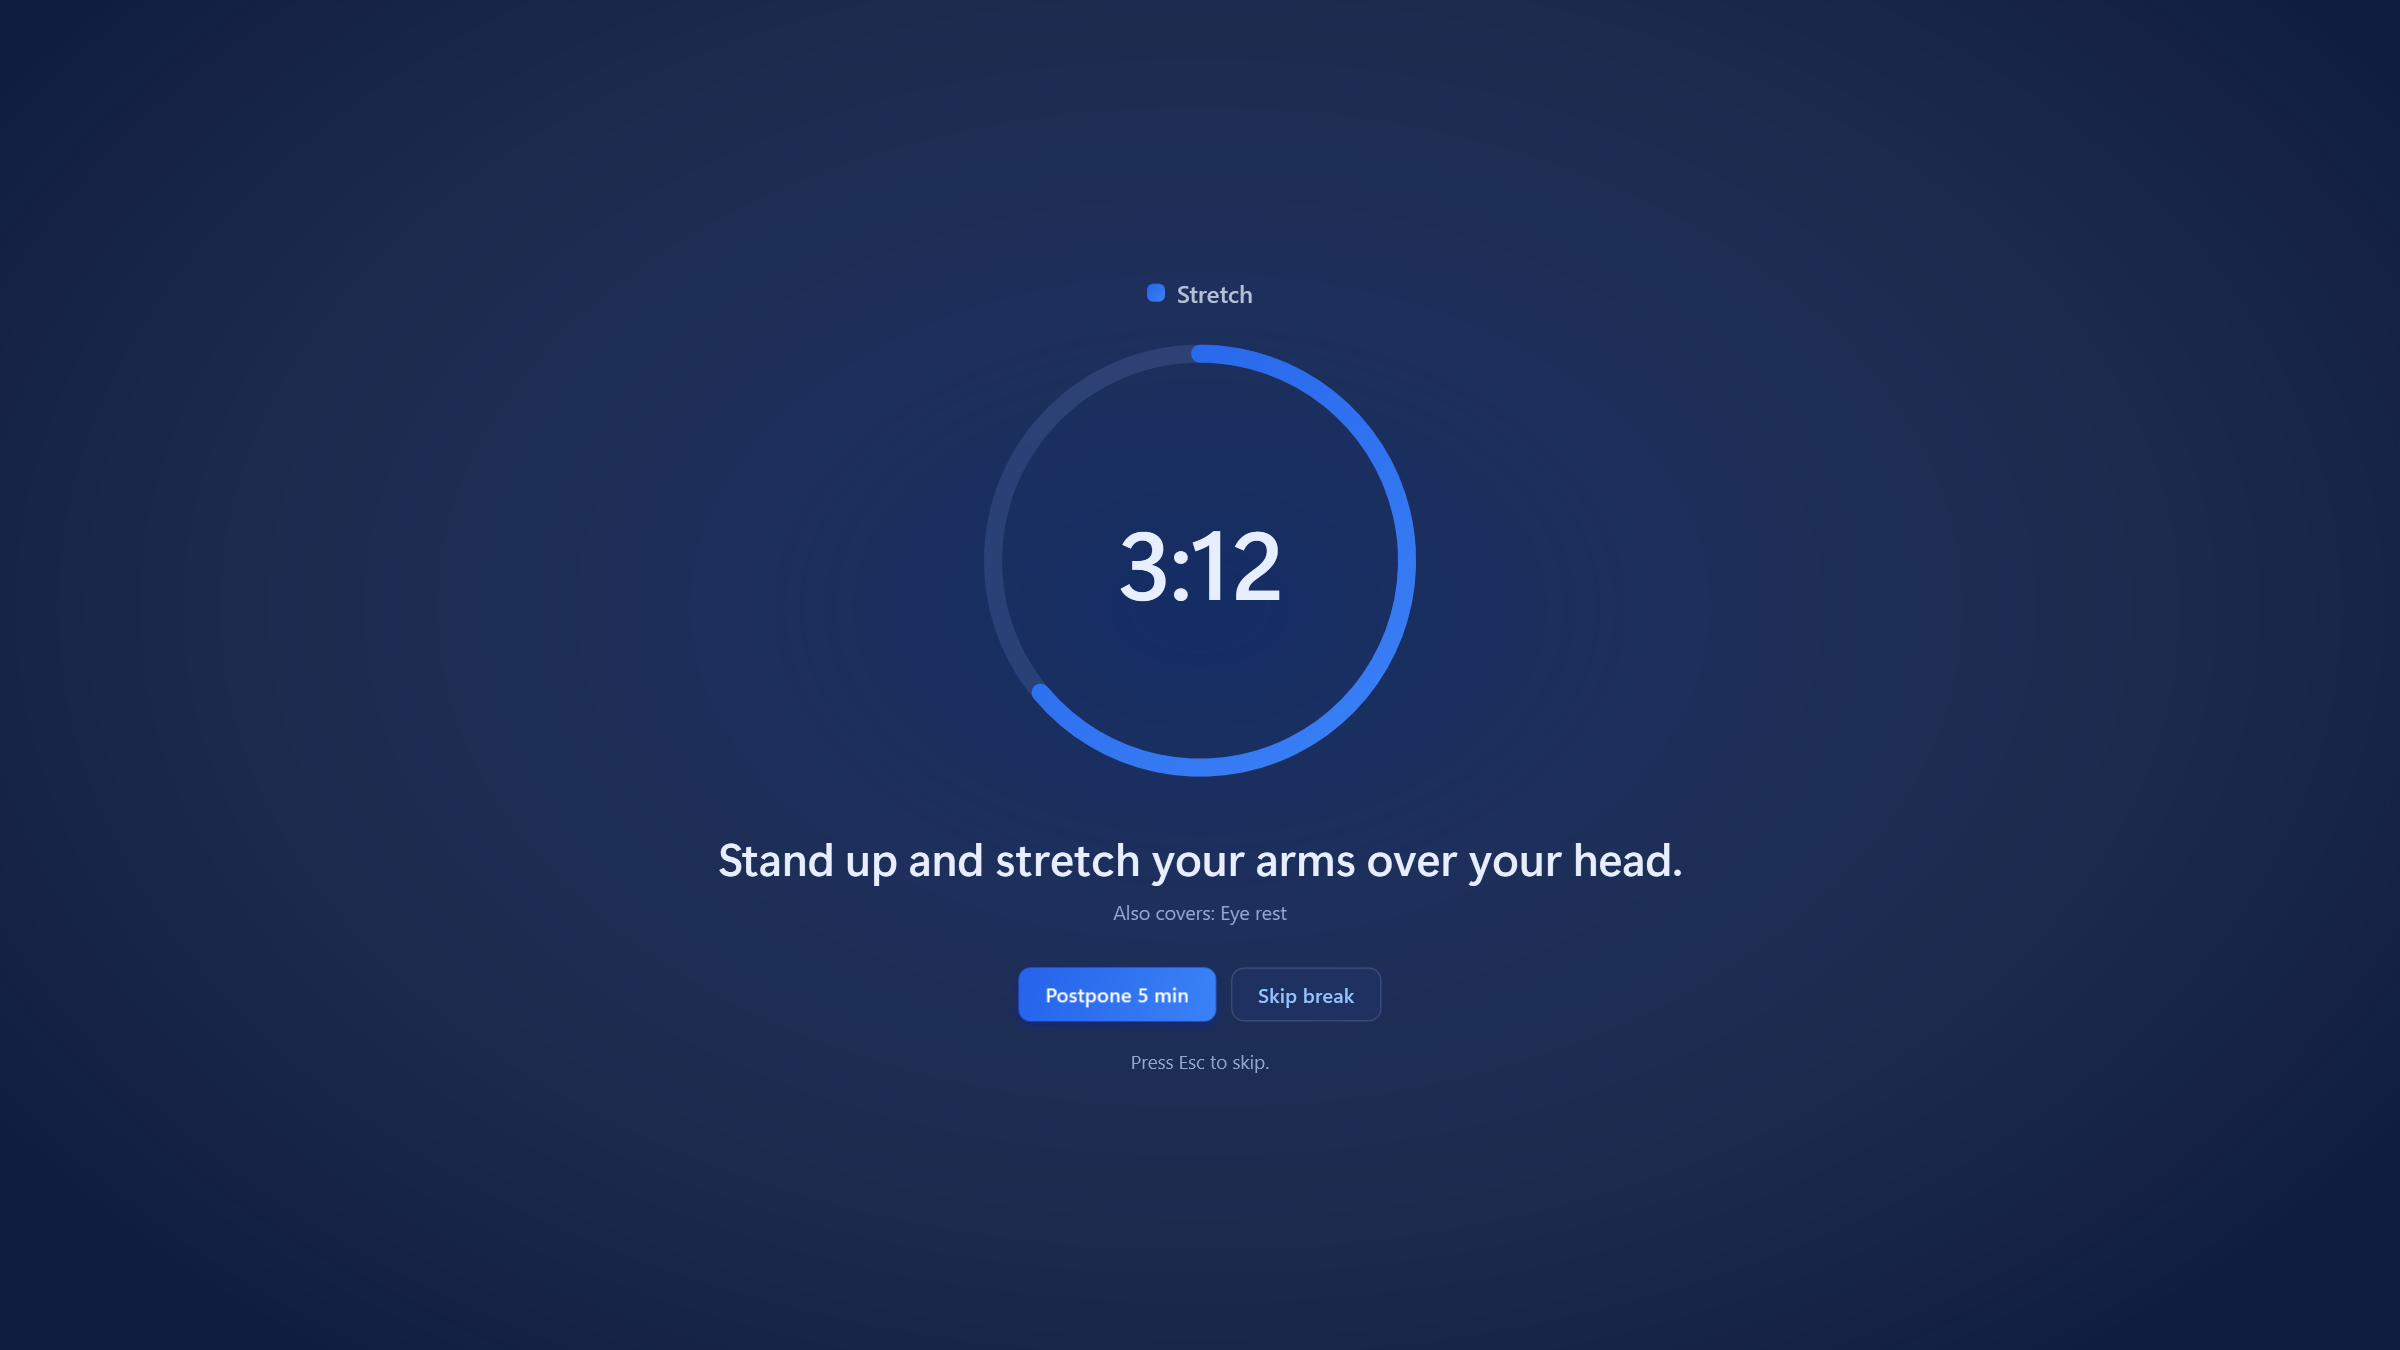 Stretch
3:12
Stand up and stretch your arms over your head.
Also covers: Eye rest
Postpone 5 min
Skip break
Press Esc to skip.